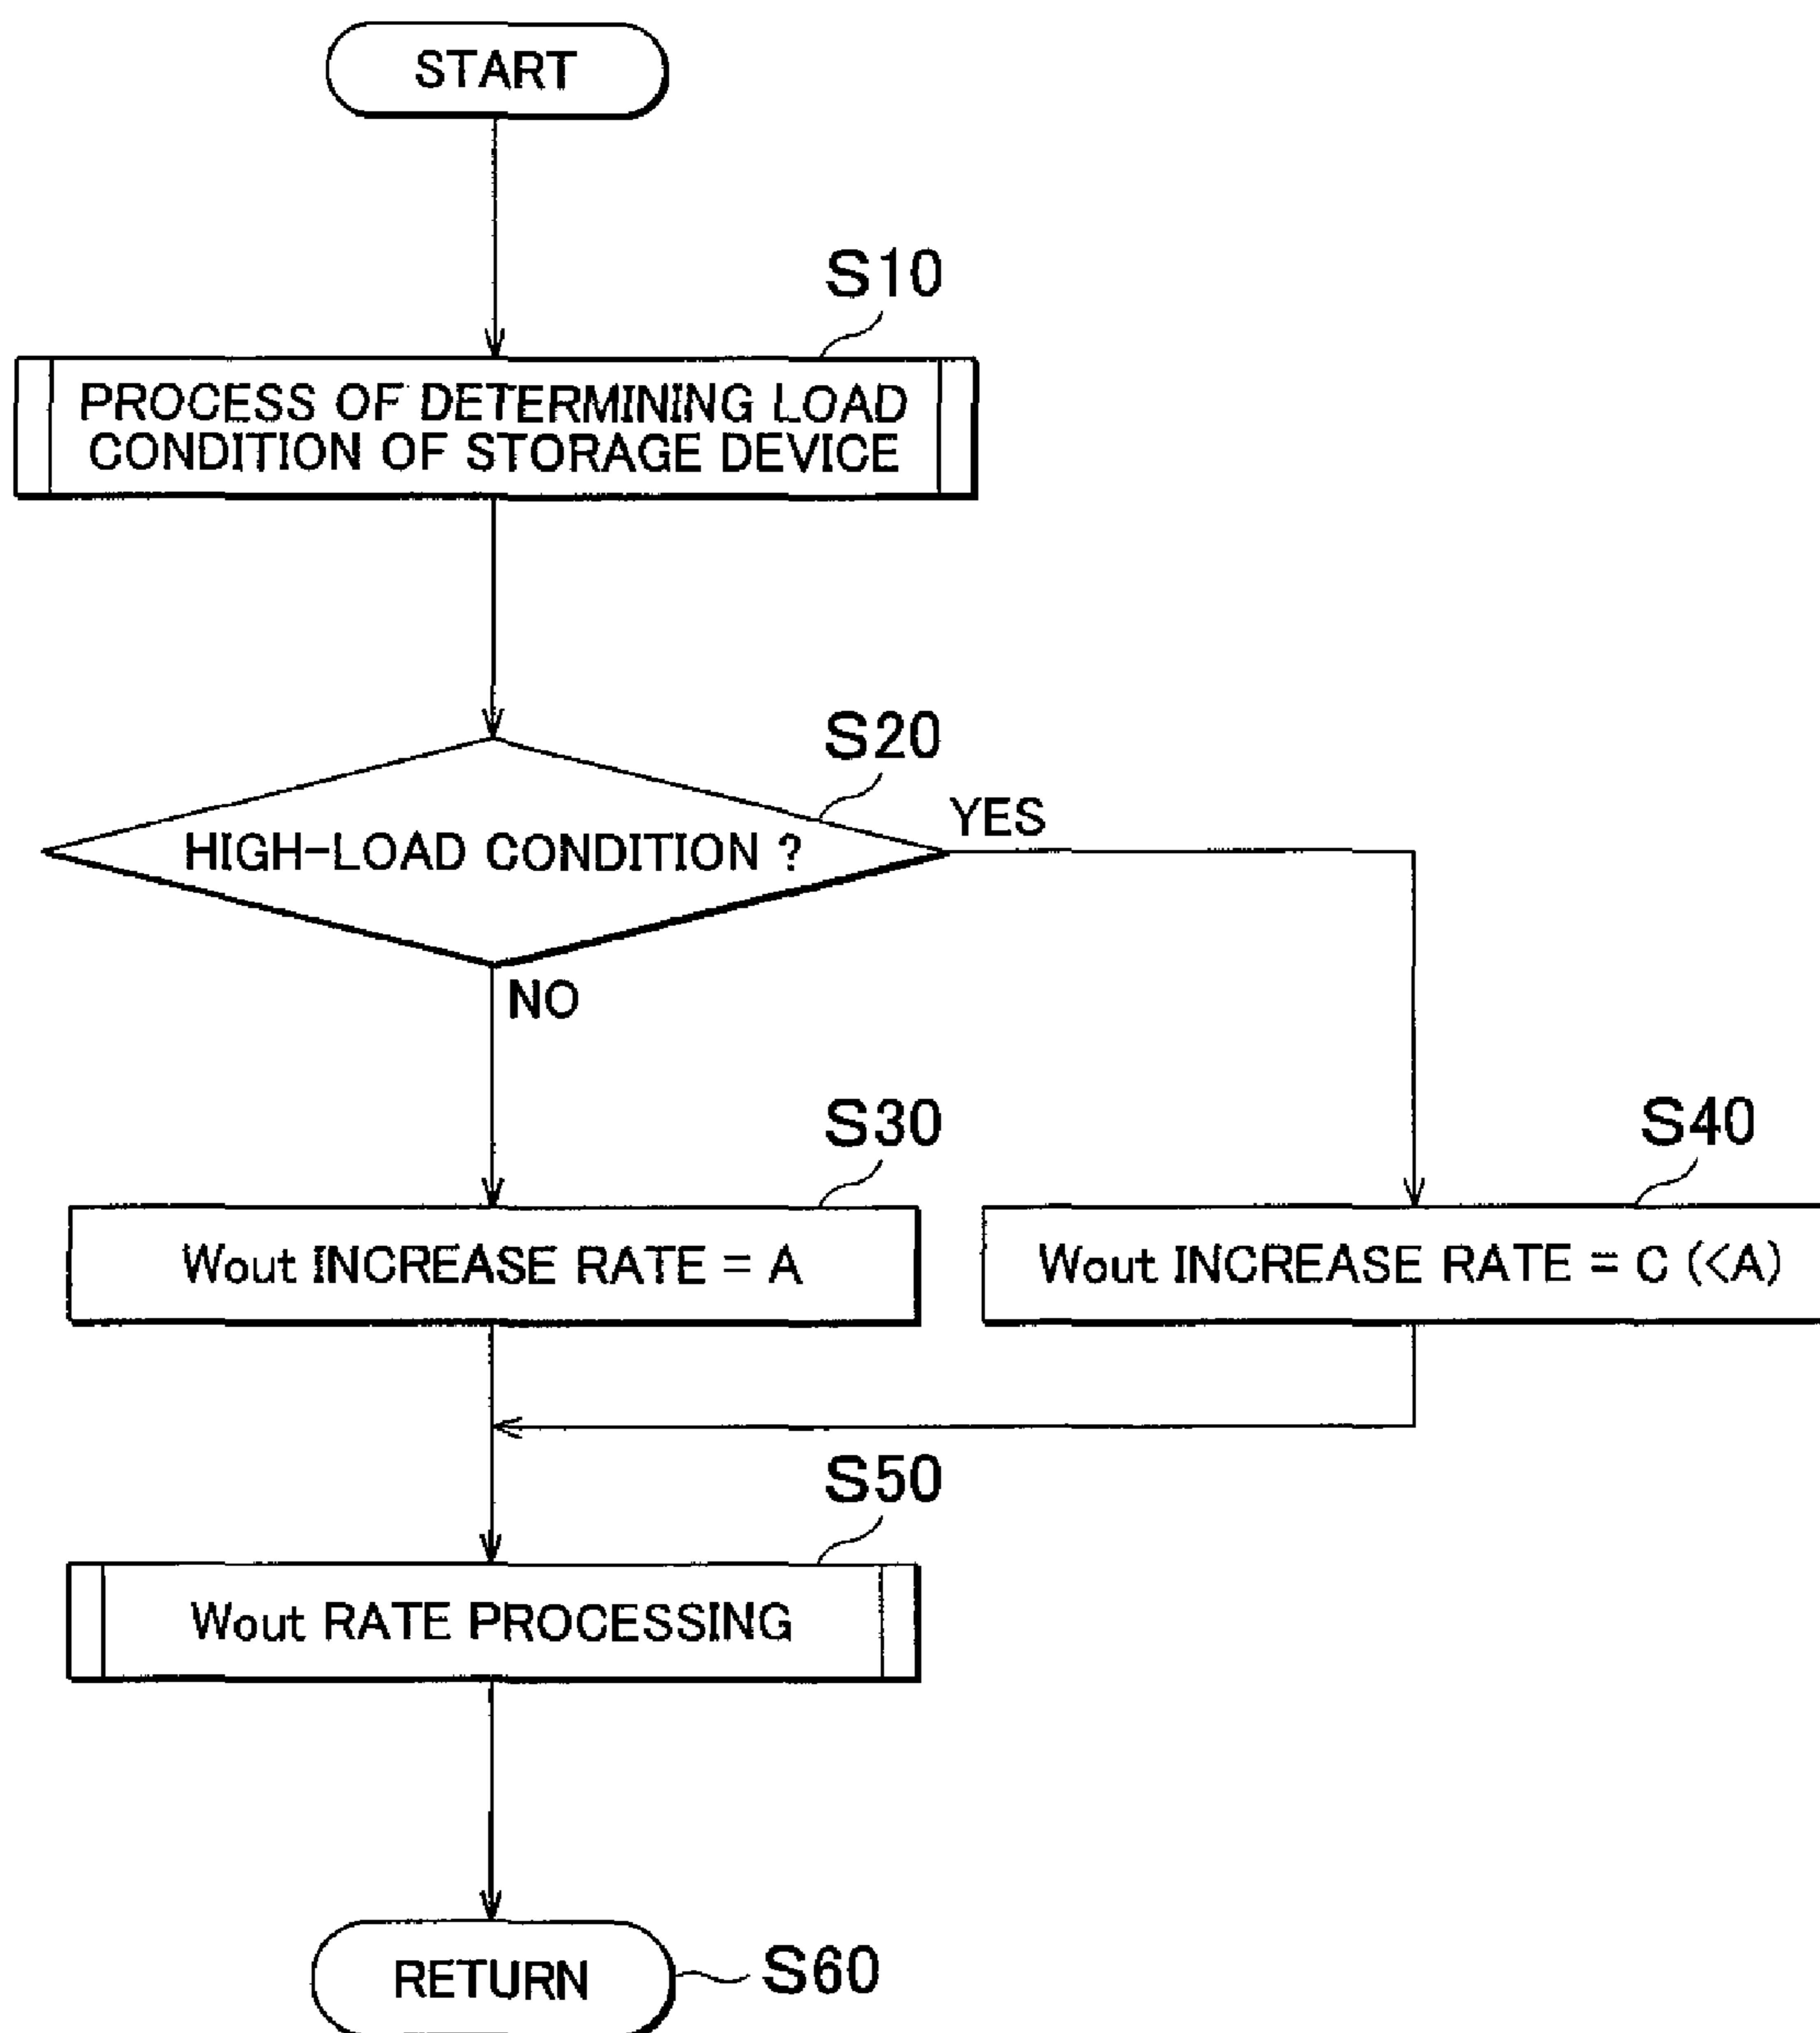 START
S10
PROCESS OF DETERMINING LOAD
CONDITION OF STORAGE DEVICE
S20
HIGH-LOAD CONDITION ?
YES
NO
S30
Wout INCREASE RATE = A
S40
Wout INCREASE RATE = C (<A)
S50
Wout RATE PROCESSING
RETURN
S60